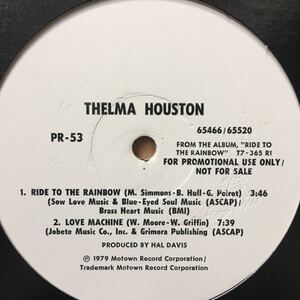 THELMA HOUSTON
PR-53
65466/65520
FROM THE ALBUM, "RIDE TO
THE RAINBOW" T7-365 R1
FOR PROMOTIONAL USE ONLY/
NOT FOR SALE
1. RIDE TO THE RAINBOW (M. Simmons-B. Hull-G. Peirot) 3:46
(Sow Love Music & Blue-Eyed Soul Music (ASCAP)/
Brass Heart Music (BMI)
2. LOVE MACHINE (W. Moore-W. Griffin) 7:39
(Jobete Music Co., Inc & Grimora Publishing (ASCAP)
PRODUCED BY HAL DAVIS
Ⓟ 1979 Motown Record Corporation/
Trademark Motown Record Corporation